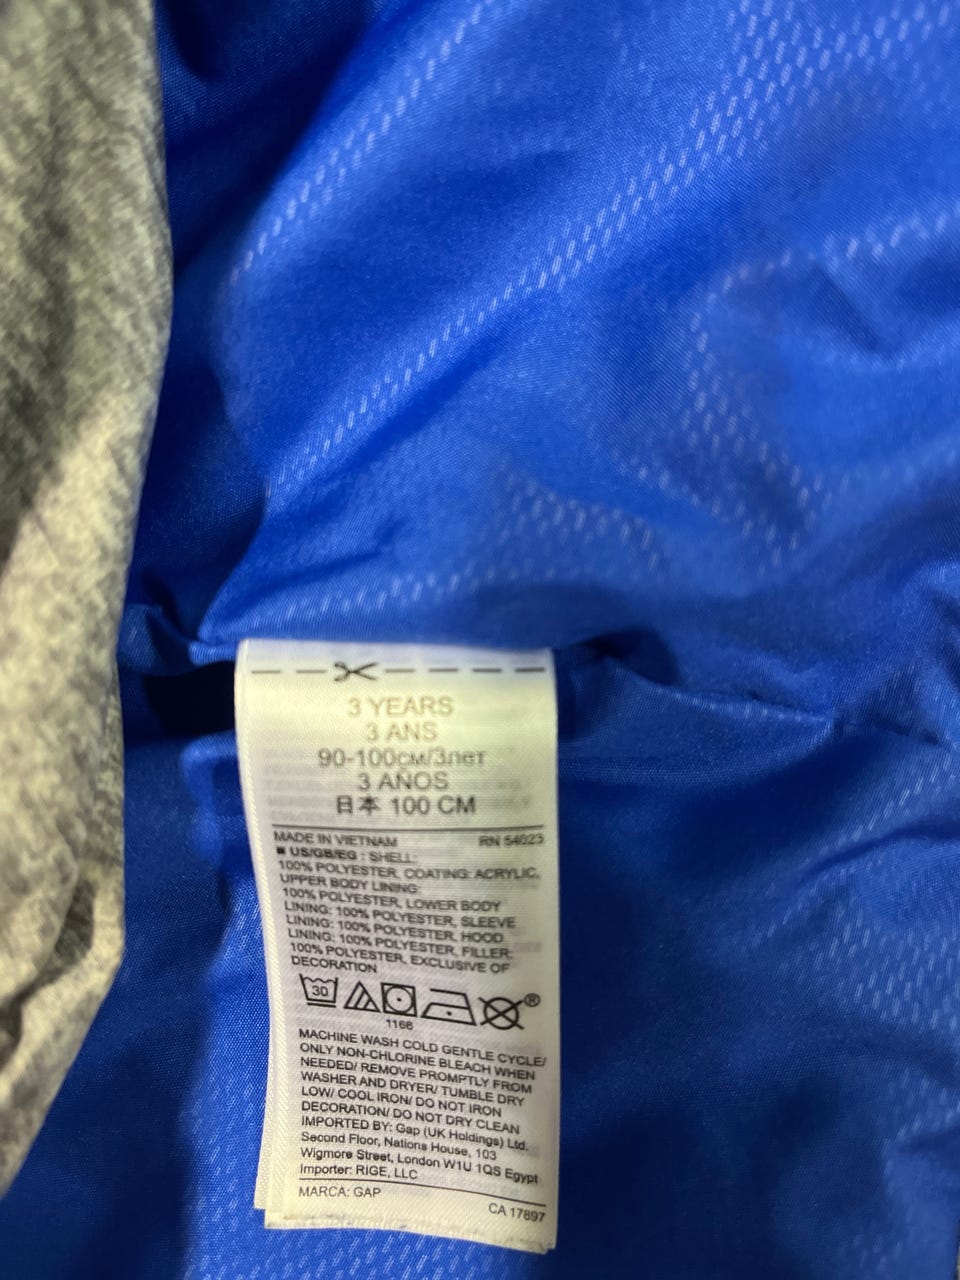 3 YEARS
3 ANS
90-100см/3лет
3 AÑOS
日本 100 CM
MADE IN VIETNAM RN 54023
■ US/GB/EG : SHELL:
100% POLYESTER, COATING: ACRYLIC,
UPPER BODY LINING:
100% POLYESTER, LOWER BODY
LINING: 100% POLYESTER, SLEEVE
LINING: 100% POLYESTER, HOOD
LINING: 100% POLYESTER, FILLER:
100% POLYESTER, EXCLUSIVE OF
DECORATION
30
®
1166
MACHINE WASH COLD GENTLE CYCLE/
ONLY NON-CHLORINE BLEACH WHEN
NEEDED/ REMOVE PROMPTLY FROM
WASHER AND DRYER/ TUMBLE DRY
LOW/ COOL IRON/ DO NOT IRON
DECORATION/ DO NOT DRY CLEAN
IMPORTED BY: Gap (UK Holdings) Ltd.
Second Floor, Nations House, 103
Wigmore Street, London W1U 1QS Egypt
Importer: RIGE, LLC
MARCA: GAP
CA 17897